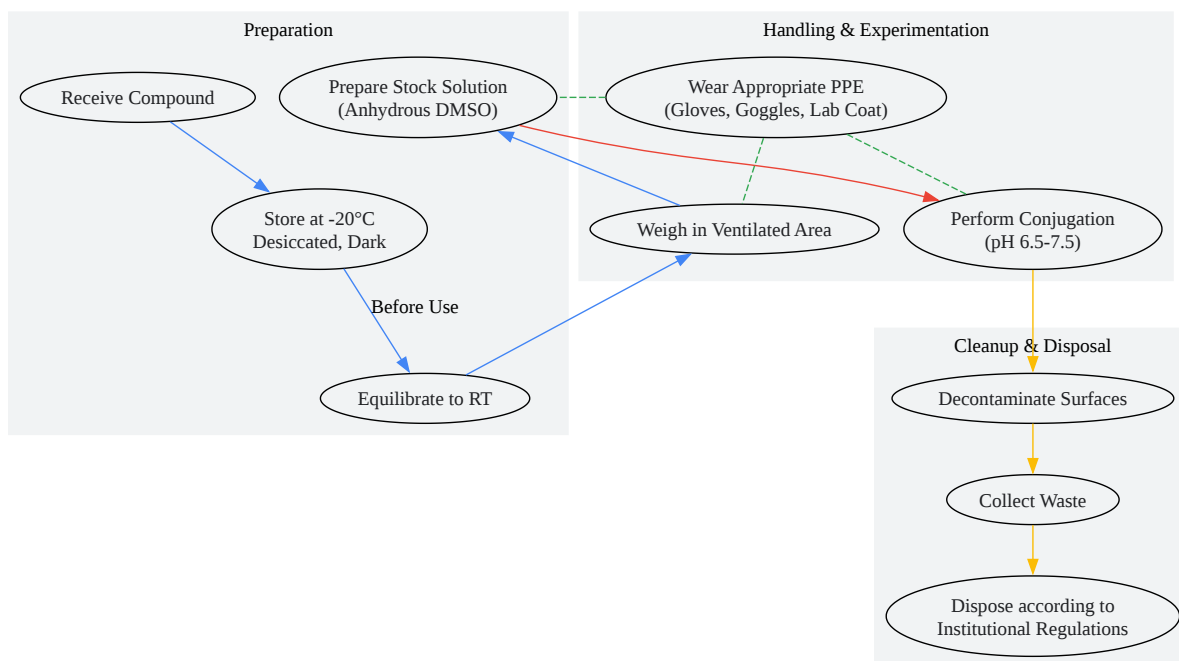 Preparation
Handling & Experimentation
Receive Compound
Prepare Stock Solution
(Anhydrous DMSO)
Wear Appropriate PPE
(Gloves, Goggles, Lab Coat)
Store at -20°C
Desiccated, Dark
Weigh in Ventilated Area
Perform Conjugation
(pH 6.5-7.5)
Before Use
Equilibrate to RT
Cleanup & Disposal
Decontaminate Surfaces
Collect Waste
Dispose according to
Institutional Regulations